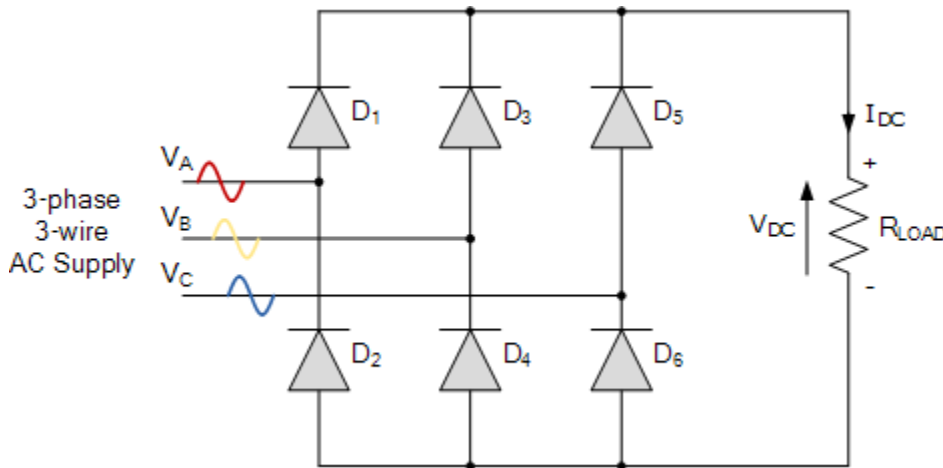 D1
D3
D5
IDC
VA
+
3-phase
3-wire
AC Supply
VB
VDC
RLOAD
VC
-
D2
D4
D6